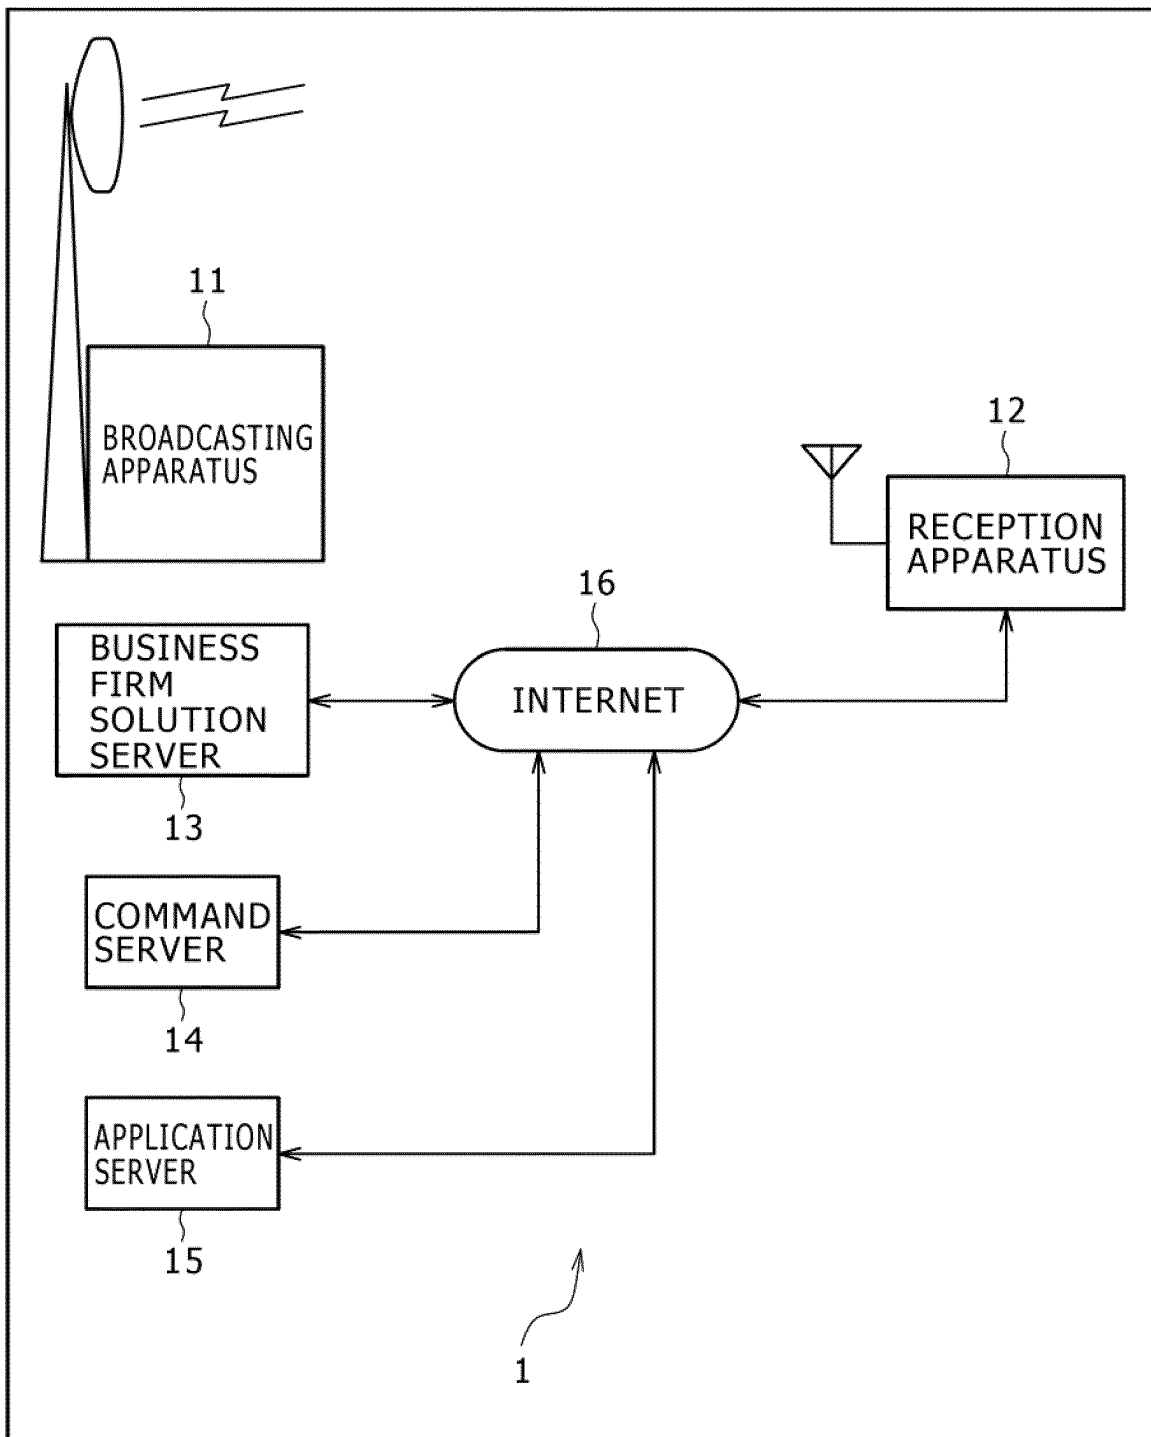 11
BROADCASTING
APPARATUS
12
RECEPTION
APPARATUS
16
INTERNET
BUSINESS
FIRM
SOLUTION
SERVER
13
COMMAND
SERVER
14
APPLICATION
SERVER
15
1